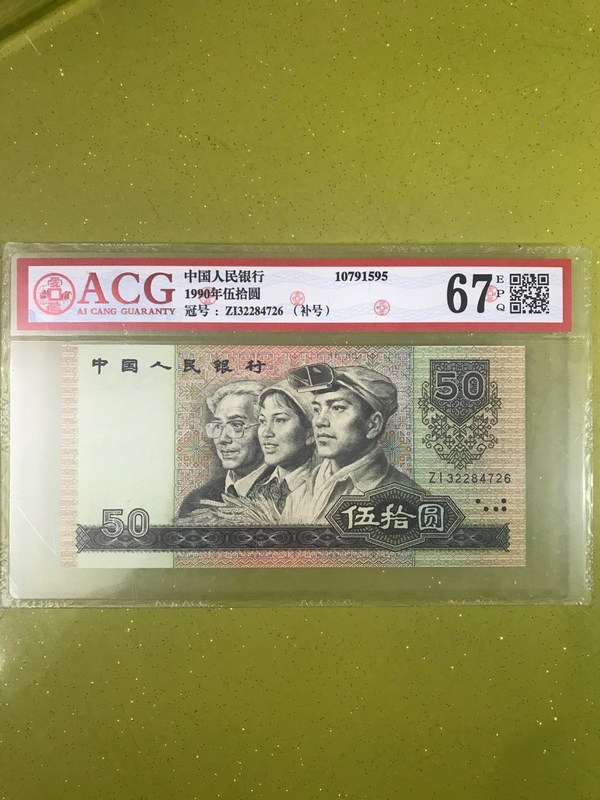 ACG
AI CANG GUARANTY
中国人民银行
10791595
1990年伍拾圆
冠号：ZI32284726（补号）
67
EPQ
中国人民银行
50
ZI32284726
50
伍拾圆